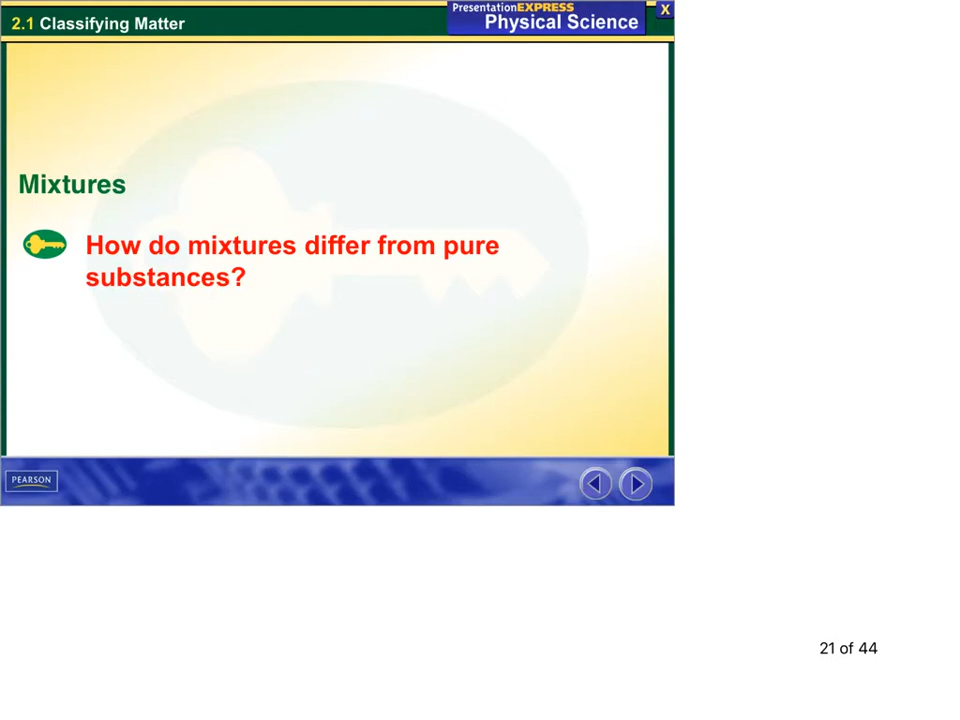 PresentationEXPRESS
2.1 Classifying Matter
Physical Science
X
Mixtures
How do mixtures differ from pure
substances?
PEARSON
21 of 44